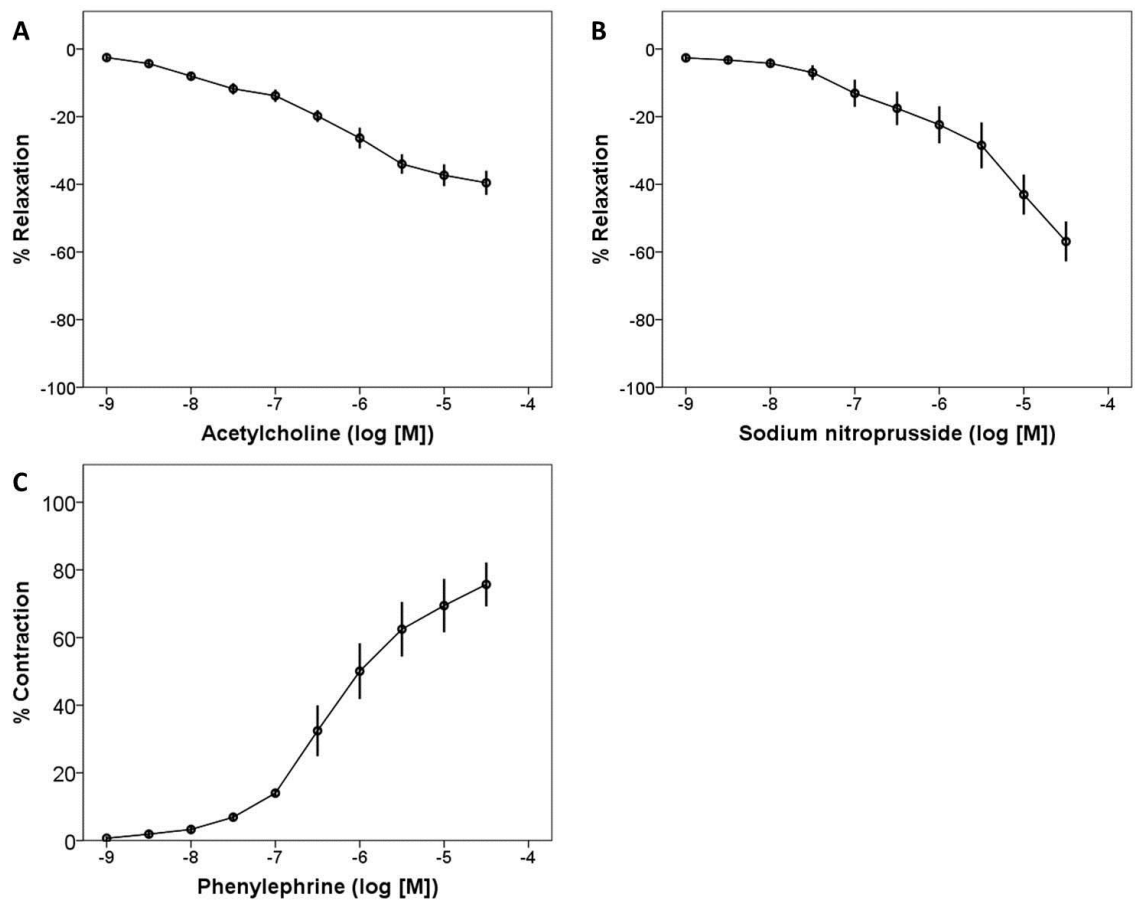 A
0
-20
-40
-60
-80
-100
% Relaxation
-9 -8 -7 -6 -5 -4
Acetylcholine (log [M])
B
0
-20
-40
-60
-80
-100
% Relaxation
-9 -8 -7 -6 -5 -4
Sodium nitroprusside (log [M])
C
100
80
60
40
20
0
% Contraction
-9 -8 -7 -6 -5 -4
Phenylephrine (log [M])